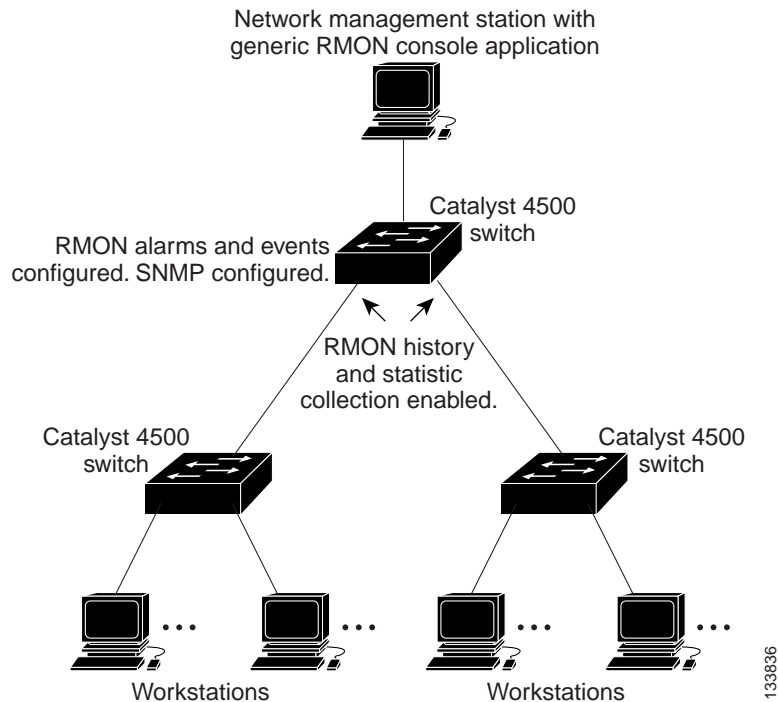 Network management station with
generic RMON console application
Catalyst 4500
switch
RMON alarms and events
configured. SNMP configured.
RMON history
and statistic
collection enabled.
Catalyst 4500
switch
Catalyst 4500
switch
Workstations
Workstations
133836